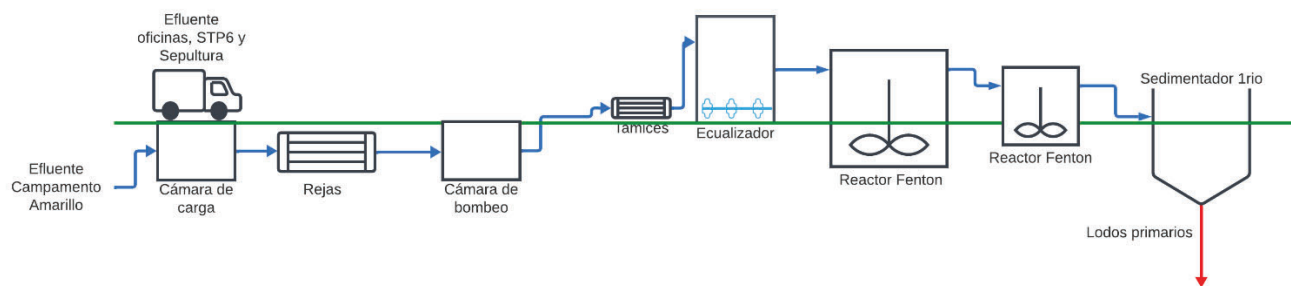 Efluente
oficinas, STP6 y
Sepultura
Efluente
Campamento
Amarillo
Cámara de
carga
Rejas
Cámara de
bombeo
Tamices
Ecualizador
Reactor Fenton
Reactor Fenton
Sedimentador 1rio
Lodos primarios